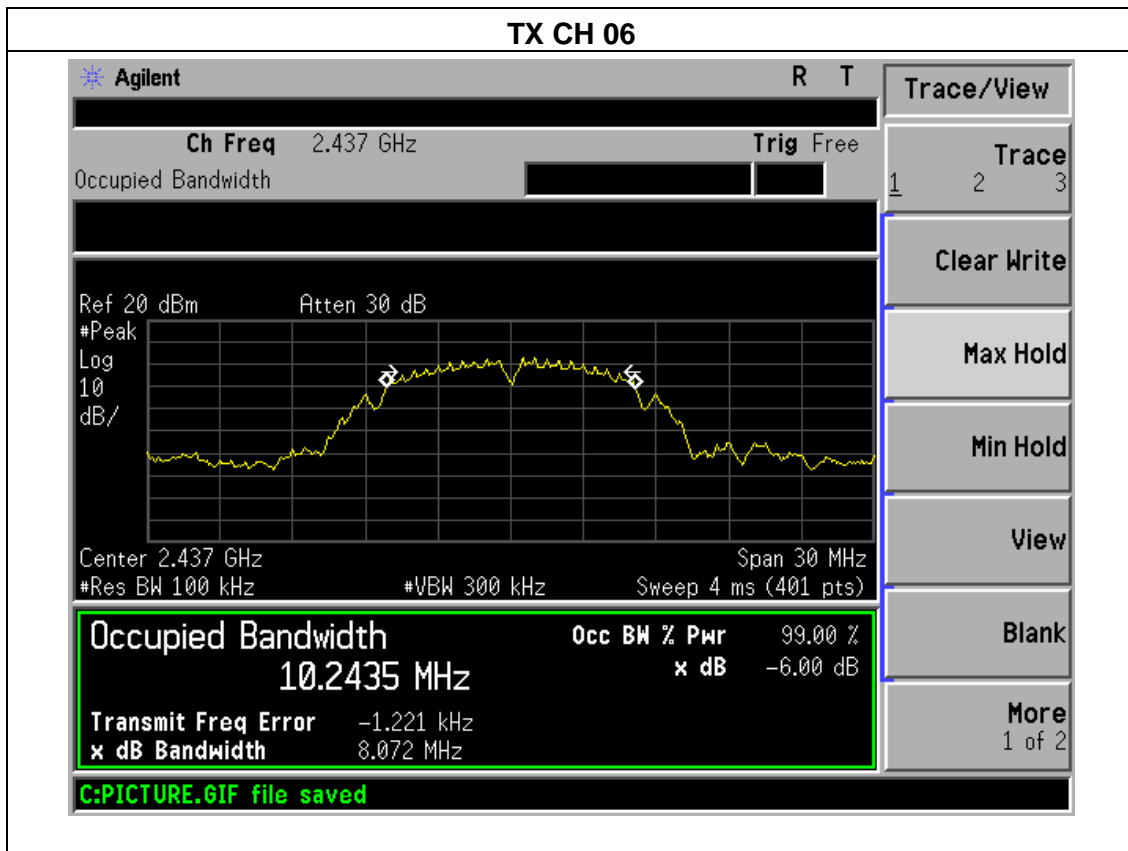 TX CH 06
Agilent R T
Trace/View
Ch Freq 2.437 GHz Trig Free
Occupied Bandwidth
Trace
1 2 3
Clear Write
Ref 20 dBm Atten 30 dB
#Peak
Log
10
dB/
Max Hold
Min Hold
Center 2.437 GHz Span 30 MHz
#Res BW 100 kHz #VBW 300 kHz Sweep 4 ms (401 pts)
View
Occupied Bandwidth Occ BW % Pwr 99.00 %
10.2435 MHz x dB -6.00 dB
Blank
Transmit Freq Error -1.221 kHz
x dB Bandwidth 8.072 MHz
More
1 of 2
C:PICTURE.GIF file saved